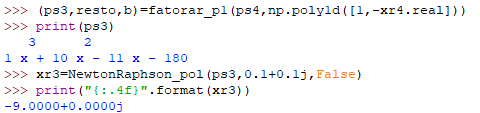 >>> (ps3,resto,b)=fatorar_pl(ps4,np.poly1d([1,-xr4.real]))
>>> print(ps3)
   3      2
1 x + 10 x - 11 x - 180
>>> xr3=NewtonRaphson_pol(ps3,0.1+0.1j,False)
>>> print("{:.4f}".format(xr3))
-9.0000+0.0000j